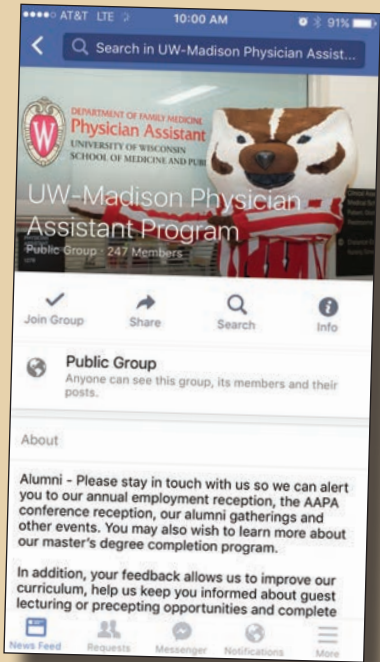 AT&T LTE 10:00 AM 91%
Search in UW-Madison Physician Assist...
W
DEPARTMENT OF FAMILY MEDICINE
Physician Assistant
UNIVERSITY OF WISCONSIN
SCHOOL OF MEDICINE AND PUBL
UW-Madison Physician
Assistant Program
Public Group · 247 Members
Join Group Share Search Info
Public Group
Anyone can see this group, its members and their
posts.
About
Alumni - Please stay in touch with us so we can alert
you to our annual employment reception, the AAPA
conference reception, our alumni gatherings and
other events. You may also wish to learn more about
our master's degree completion program.
In addition, your feedback allows us to improve our
curriculum, help us keep you informed about guest
lecturing or precepting opportunities and complete
News Feed Requests Messenger Notifications More